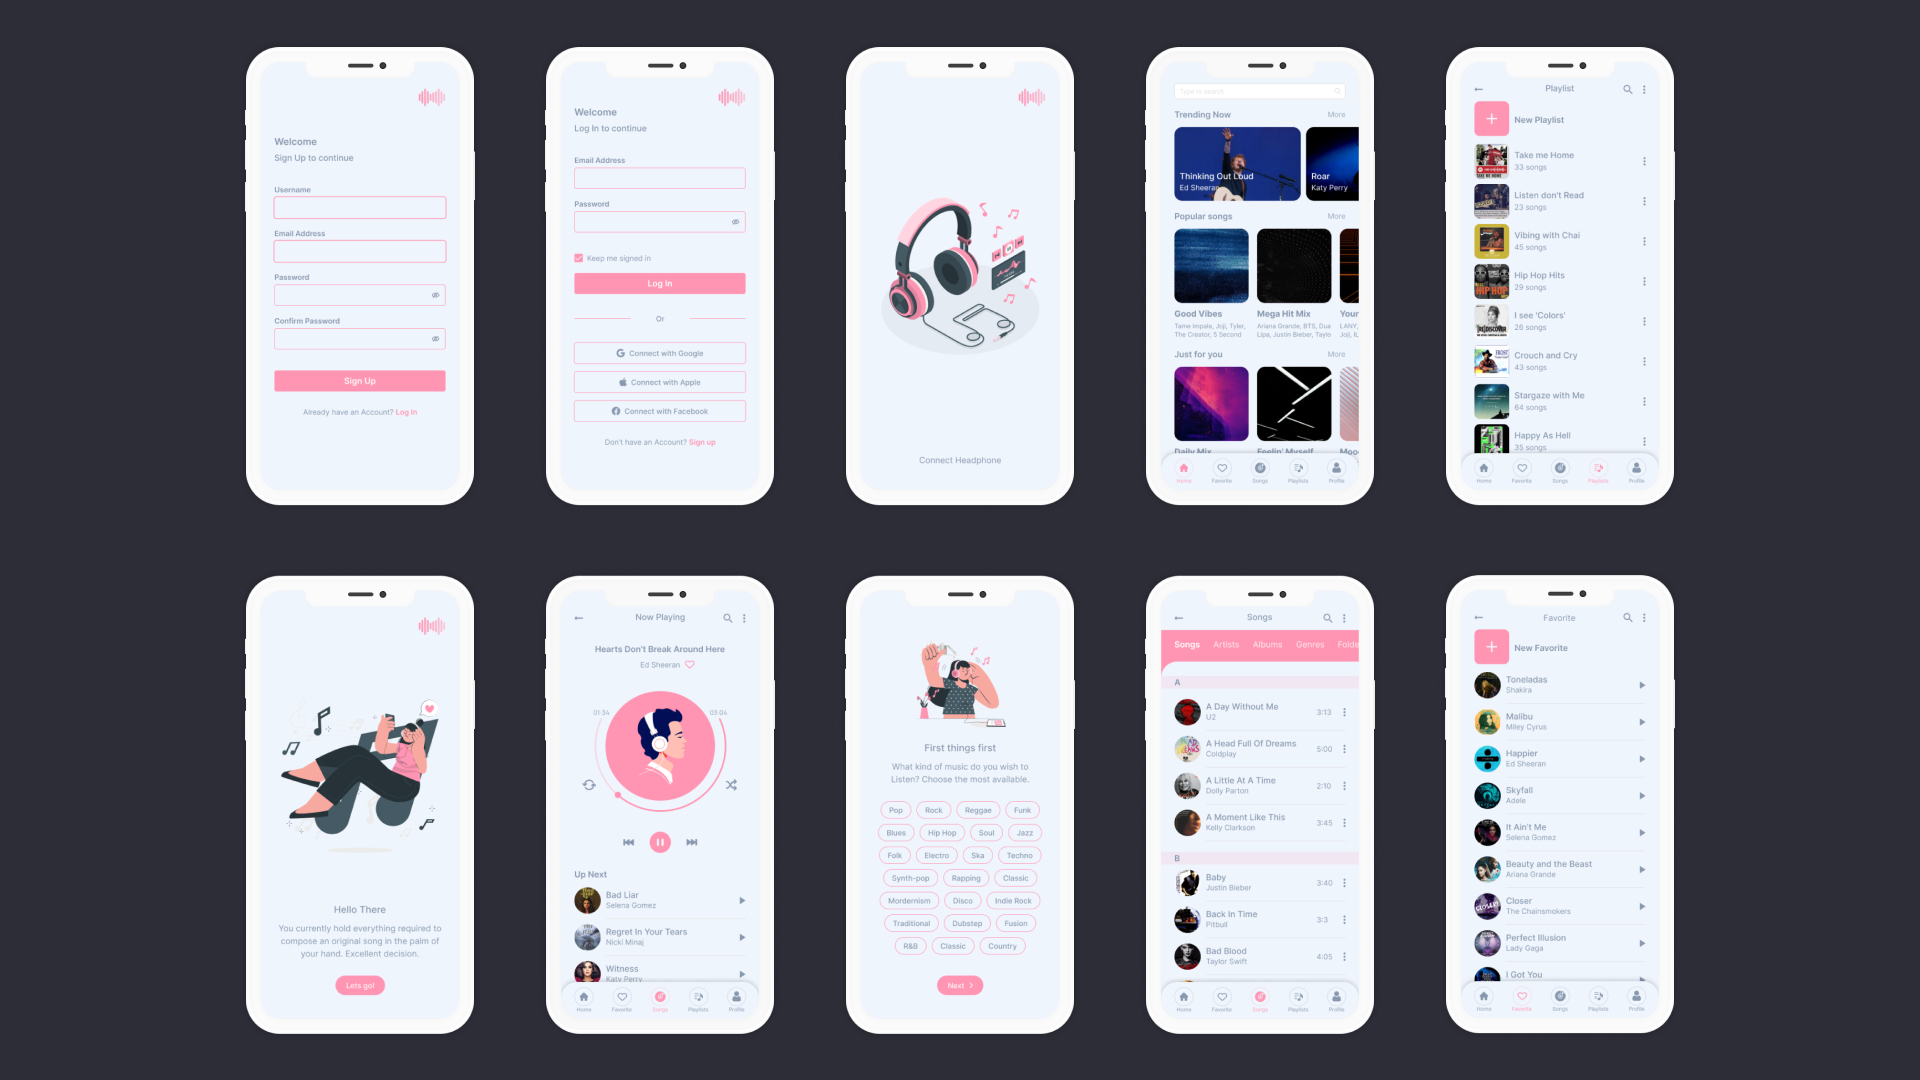 Welcome
Sign Up to continue
Username
Email Address
Password
Confirm Password
Sign Up
Already have an Account? Log In
Welcome
Log In to continue
Email Address
Password
Keep me signed in
Log In
Or
Connect with Google
Connect with Apple
Connect with Facebook
Don't have an Account? Sign up
Connect Headphone
Type to search
Trending Now More
Thinking Out Loud
Ed Sheeran
Roar
Katy Perry
Popular songs More
Good Vibes
Tame Impale, Joji, Tyler,
The Creator, 5 Second
Mega Hit Mix
Ariana Grande, BTS, Dua
Lipa, Justin Bieber, Taylo
Your
LANY,
Joji, IL
Just for you More
Daily Mix
Feelin' Myself
Moo
Home Favorite Songs Playlists Profile
Playlist
New Playlist
Take me Home
33 songs
Listen don't Read
23 songs
Vibing with Chai
45 songs
Hip Hop Hits
29 songs
HIP HOP
I see 'Colors'
26 songs
Crouch and Cry
43 songs
Stargaze with Me
64 songs
Happy As Hell
35 songs
Home Favorite Songs Playlists Profile
Hello There
You currently hold everything required to
compose an original song in the palm of
your hand. Excellent decision.
Lets go!
Now Playing
Hearts Don't Break Around Here
Ed Sheeran
01:34 03:04
Up Next
Bad Liar
Selena Gomez
Regret In Your Tears
Nicki Minaj
Witness
Katy Perry
Home Favorite Songs Playlists Profile
First things first
What kind of music do you wish to
Listen? Choose the most available.
Pop Rock Reggae Funk
Blues Hip Hop Soul Jazz
Folk Electro Ska Techno
Synth-pop Rapping Classic
Mordernism Disco Indie Rock
Traditional Dubstep Fusion
R&B Classic Country
Next
Songs
Songs Artists Albums Genres Folde
A
A Day Without Me
U2
3:13
A Head Full Of Dreams
Coldplay
5:00
A Little At A Time
Dolly Parton
2:10
A Moment Like This
Kelly Clarkson
3:45
B
Baby
Justin Bieber
3:40
Back In Time
Pitbull
3:3
Bad Blood
Taylor Swift
4:05
Home Favorite Songs Playlists Profile
Favorite
New Favorite
Toneladas
Shakira
Malibu
Miley Cyrus
Happier
Ed Sheeran
Skyfall
Adele
It Ain't Me
Selena Gomez
Beauty and the Beast
Ariana Grande
Closer
The Chainsmokers
Perfect Illusion
Lady Gaga
I Got You
Home Favorite Songs Playlists Profile